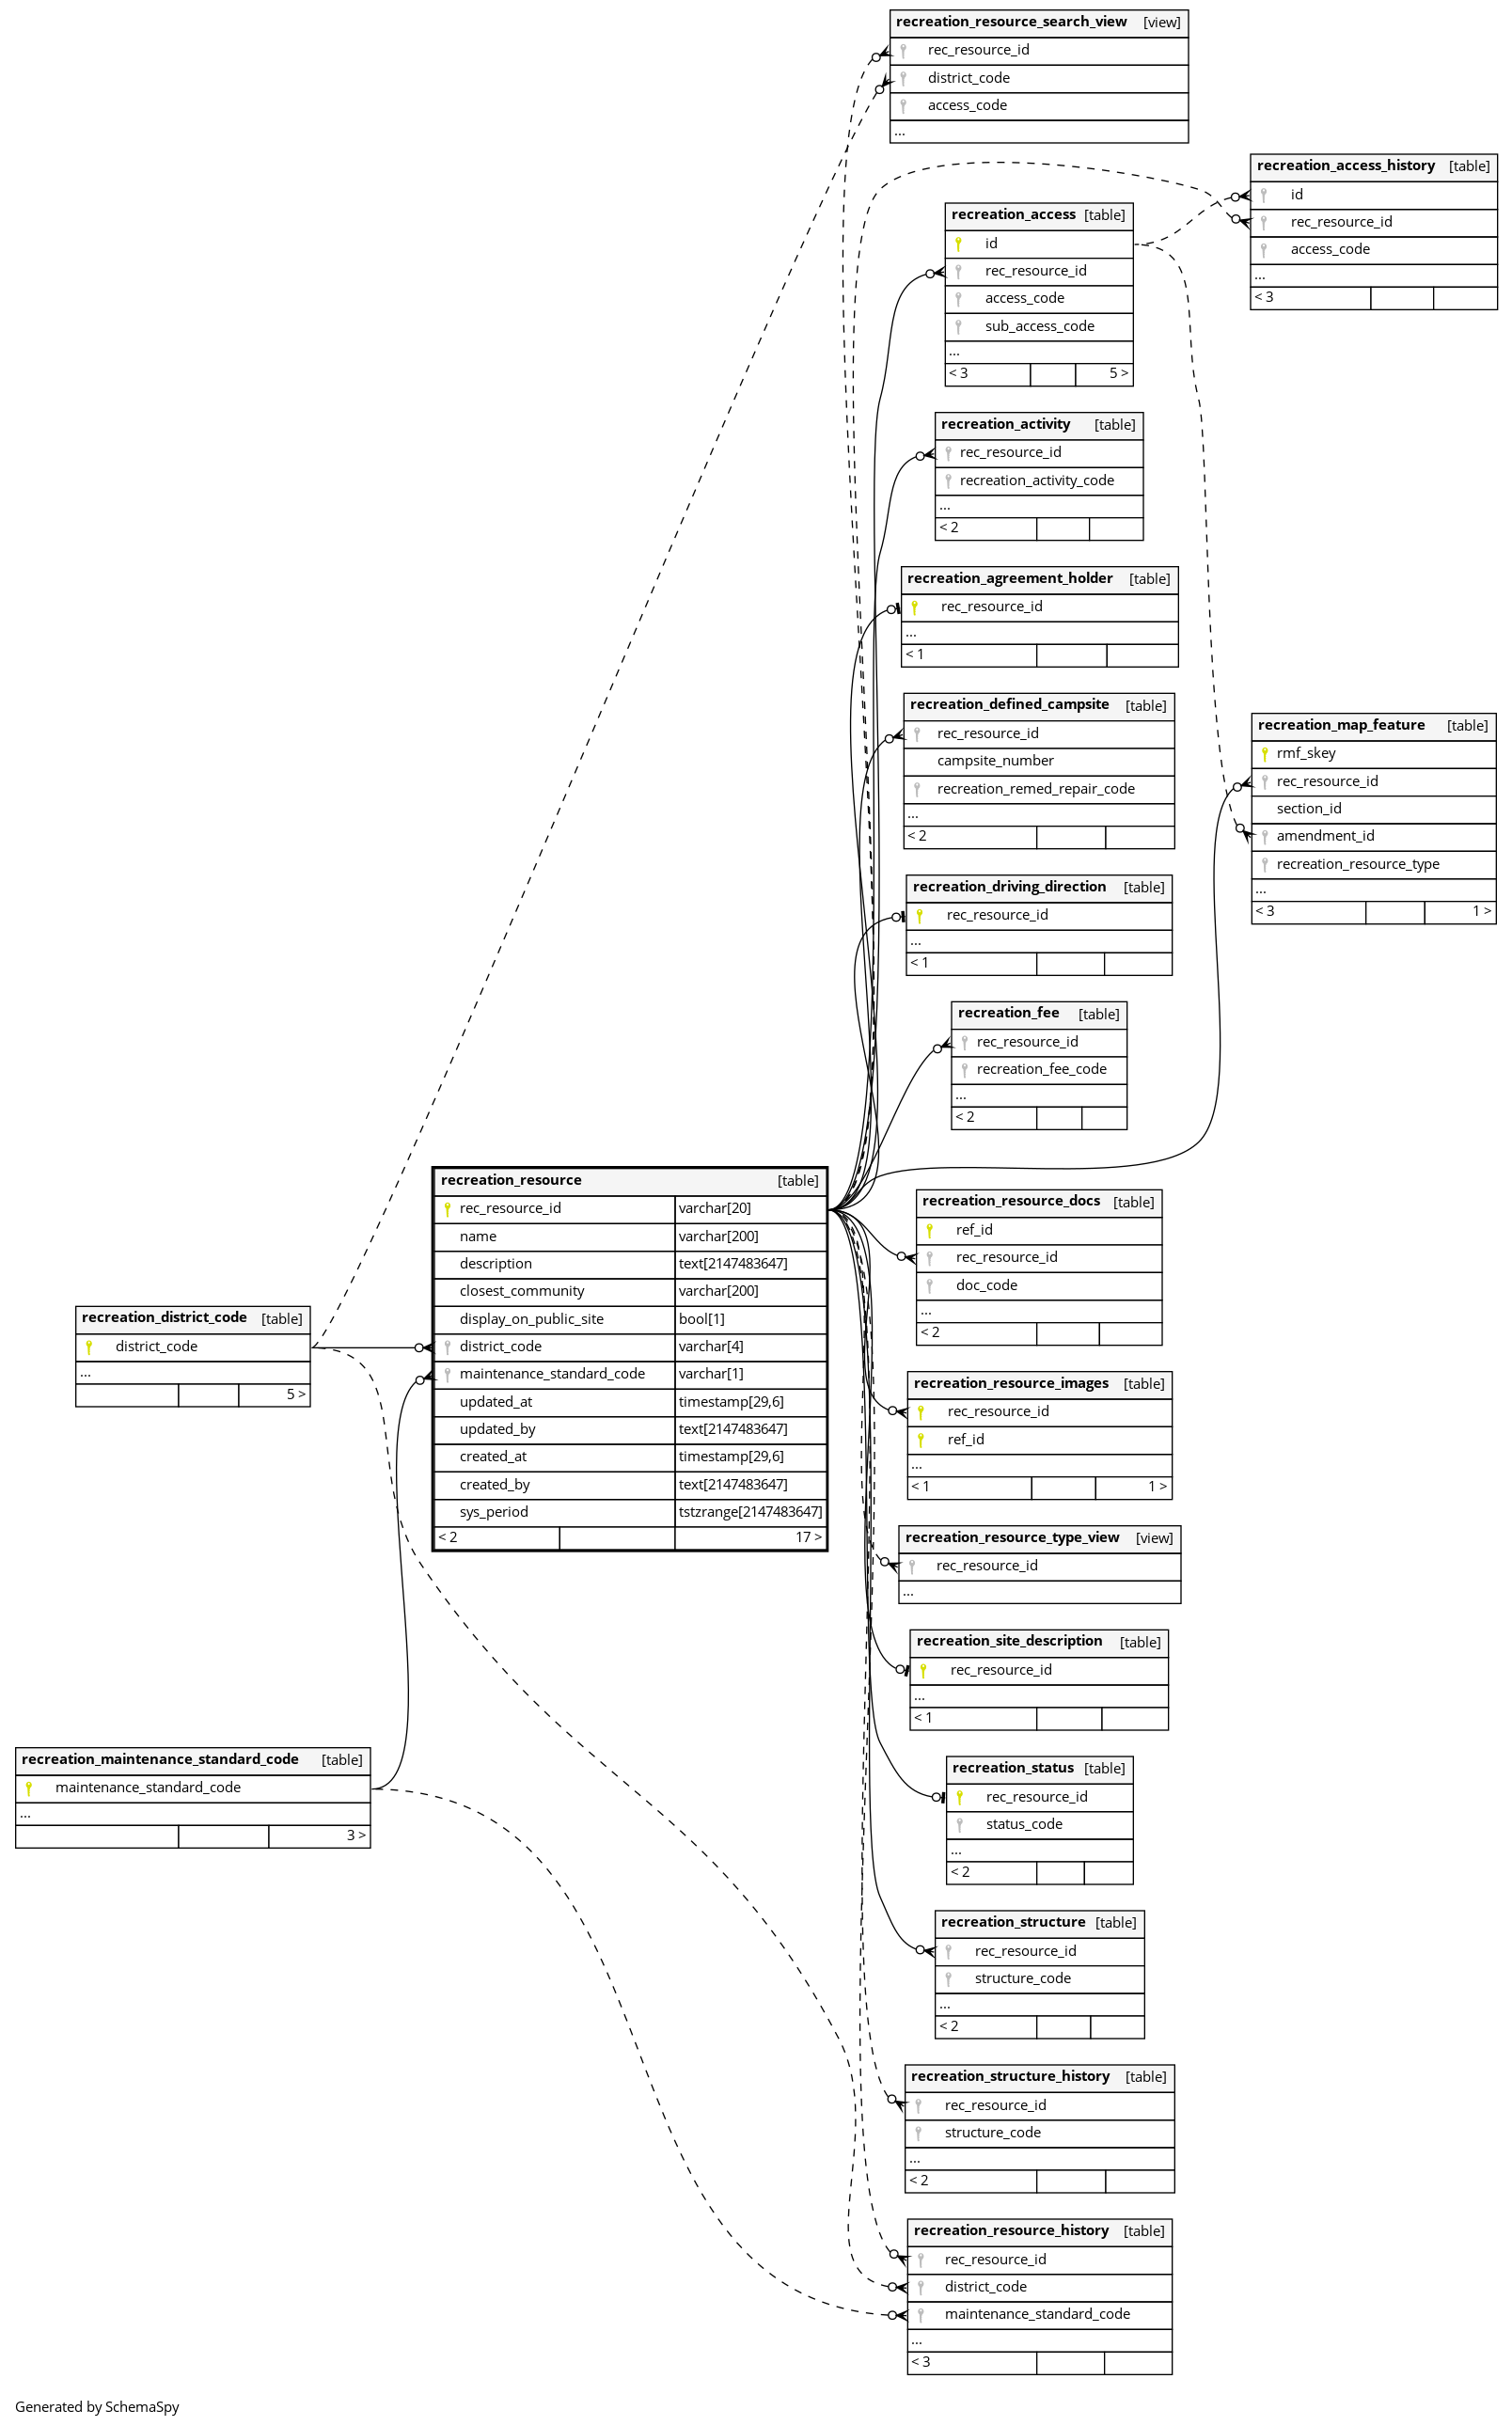 recreation_resource_search_view [view]
rec_resource_id
district_code
access_code
...
recreation_access_history [table]
id
rec_resource_id
access_code
...
< 3
recreation_access [table]
id
rec_resource_id
access_code
sub_access_code
...
< 3 5 >
recreation_activity [table]
rec_resource_id
recreation_activity_code
...
< 2
recreation_agreement_holder [table]
rec_resource_id
...
< 1
recreation_defined_campsite [table]
rec_resource_id
campsite_number
recreation_remed_repair_code
...
< 2
recreation_map_feature [table]
rmf_skey
rec_resource_id
section_id
amendment_id
recreation_resource_type
...
< 3 1 >
recreation_driving_direction [table]
rec_resource_id
...
< 1
recreation_fee [table]
rec_resource_id
recreation_fee_code
...
< 2
recreation_resource [table]
rec_resource_id varchar[20]
name varchar[200]
description text[2147483647]
closest_community varchar[200]
display_on_public_site bool[1]
district_code varchar[4]
maintenance_standard_code varchar[1]
updated_at timestamp[29,6]
updated_by text[2147483647]
created_at timestamp[29,6]
created_by text[2147483647]
sys_period tstzrange[2147483647]
< 2 17 >
recreation_resource_docs [table]
ref_id
rec_resource_id
doc_code
...
< 2
recreation_district_code [table]
district_code
...
5 >
recreation_resource_images [table]
rec_resource_id
ref_id
...
< 1 1 >
recreation_resource_type_view [view]
rec_resource_id
...
recreation_site_description [table]
rec_resource_id
...
< 1
recreation_maintenance_standard_code [table]
maintenance_standard_code
...
3 >
recreation_status [table]
rec_resource_id
status_code
...
< 2
recreation_structure [table]
rec_resource_id
structure_code
...
< 2
recreation_structure_history [table]
rec_resource_id
structure_code
...
< 2
recreation_resource_history [table]
rec_resource_id
district_code
maintenance_standard_code
...
< 3
Generated by SchemaSpy